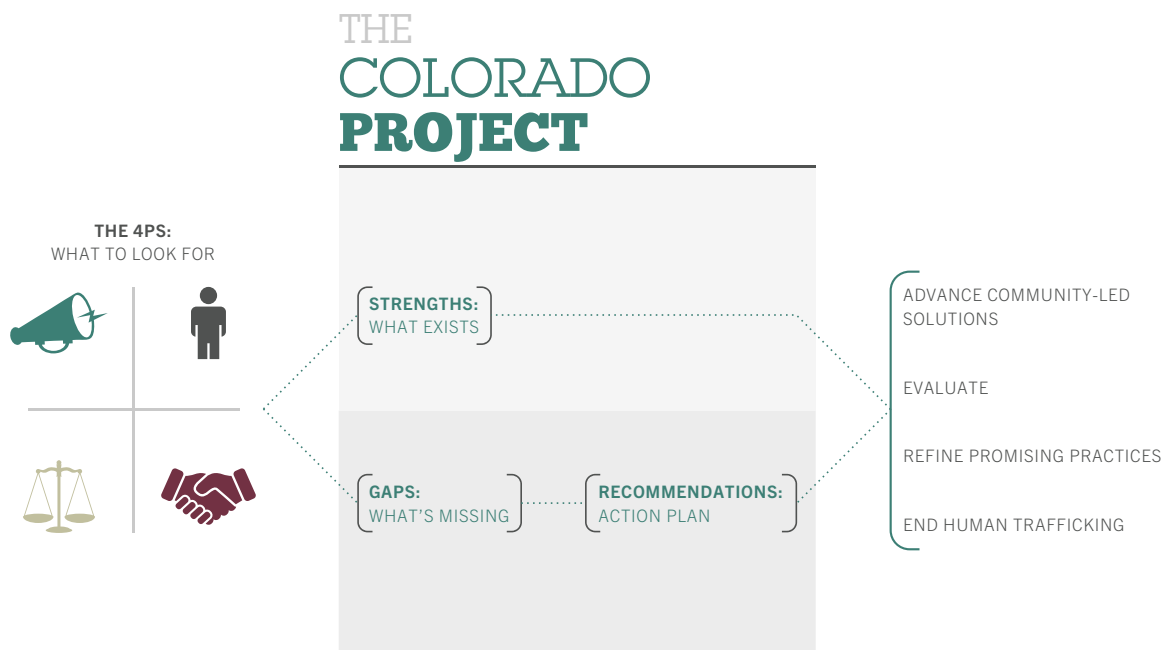 THE
COLORADO
PROJECT
THE 4PS:
WHAT TO LOOK FOR
STRENGTHS:
WHAT EXISTS
GAPS:
WHAT'S MISSING
RECOMMENDATIONS:
ACTION PLAN
ADVANCE COMMUNITY-LED
SOLUTIONS
EVALUATE
REFINE PROMISING PRACTICES
END HUMAN TRAFFICKING